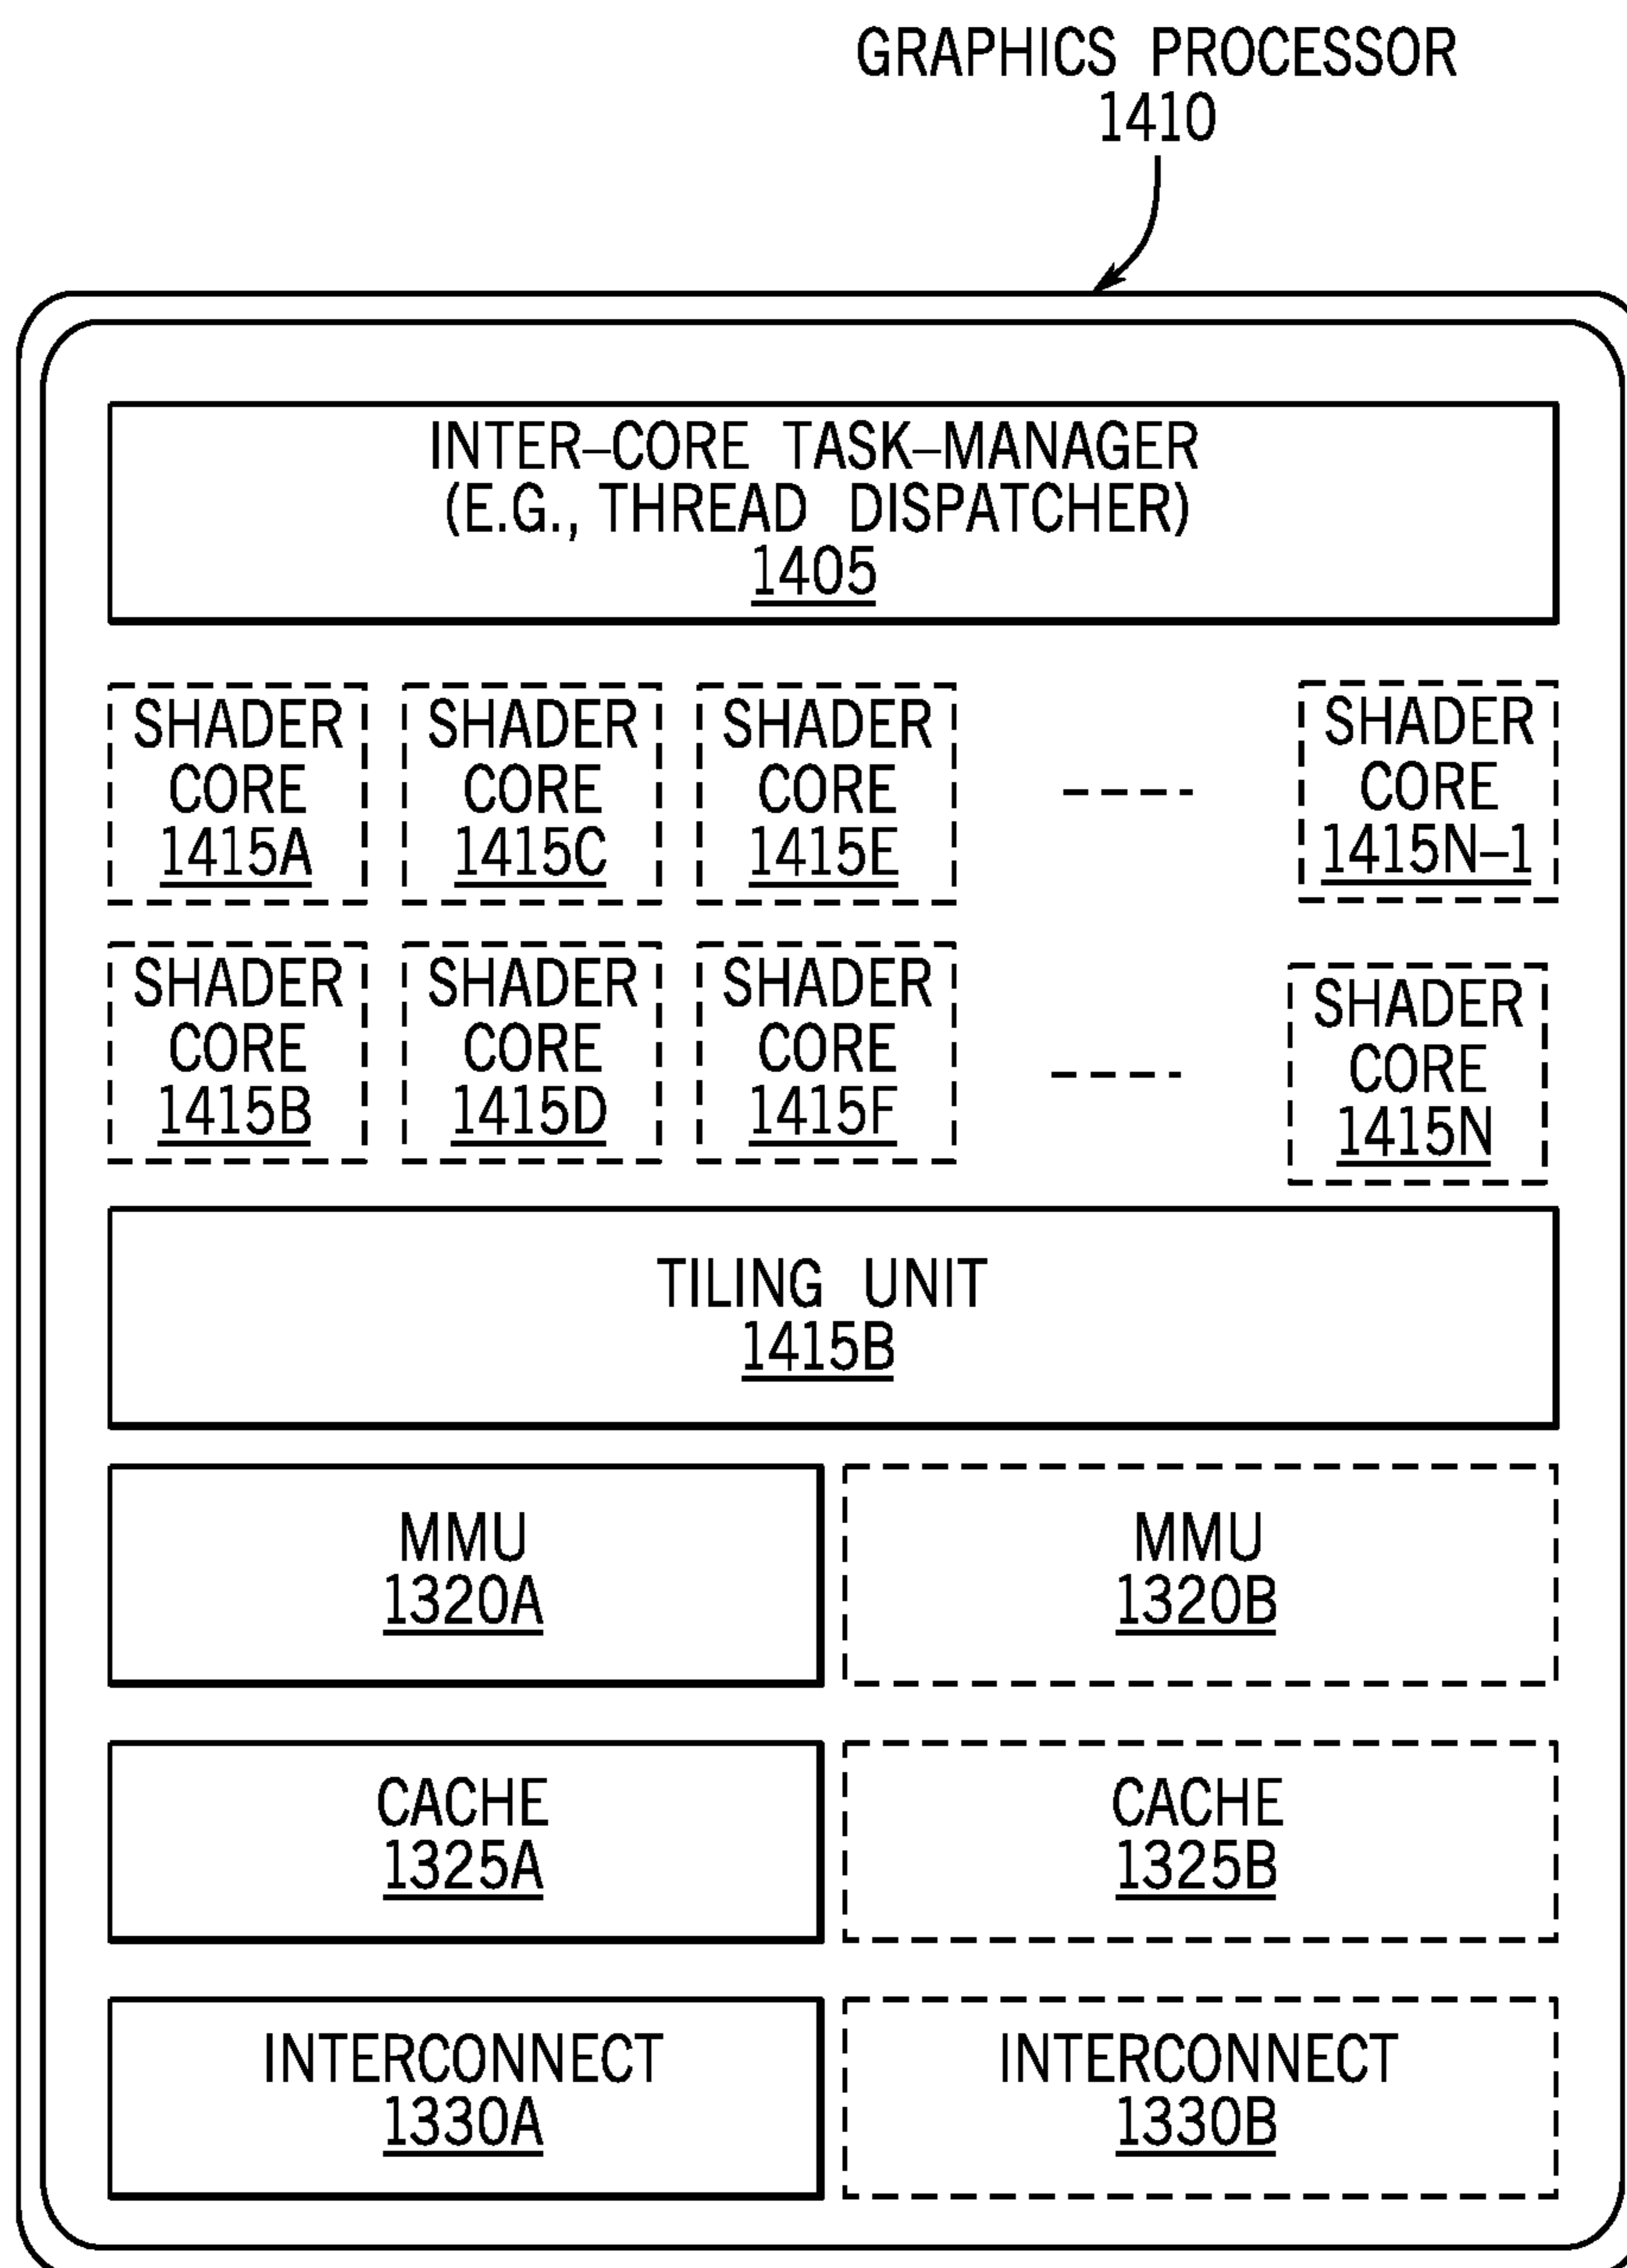 GRAPHICS PROCESSOR
1410
INTER-CORE TASK-MANAGER
(E.G., THREAD DISPATCHER)
1405
SHADER
CORE
1415A
SHADER
CORE
1415C
SHADER
CORE
1415E
SHADER
CORE
1415N-1
SHADER
CORE
1415B
SHADER
CORE
1415D
SHADER
CORE
1415F
SHADER
CORE
1415N
TILING UNIT
1415B
MMU
1320A
MMU
1320B
CACHE
1325A
CACHE
1325B
INTERCONNECT
1330A
INTERCONNECT
1330B